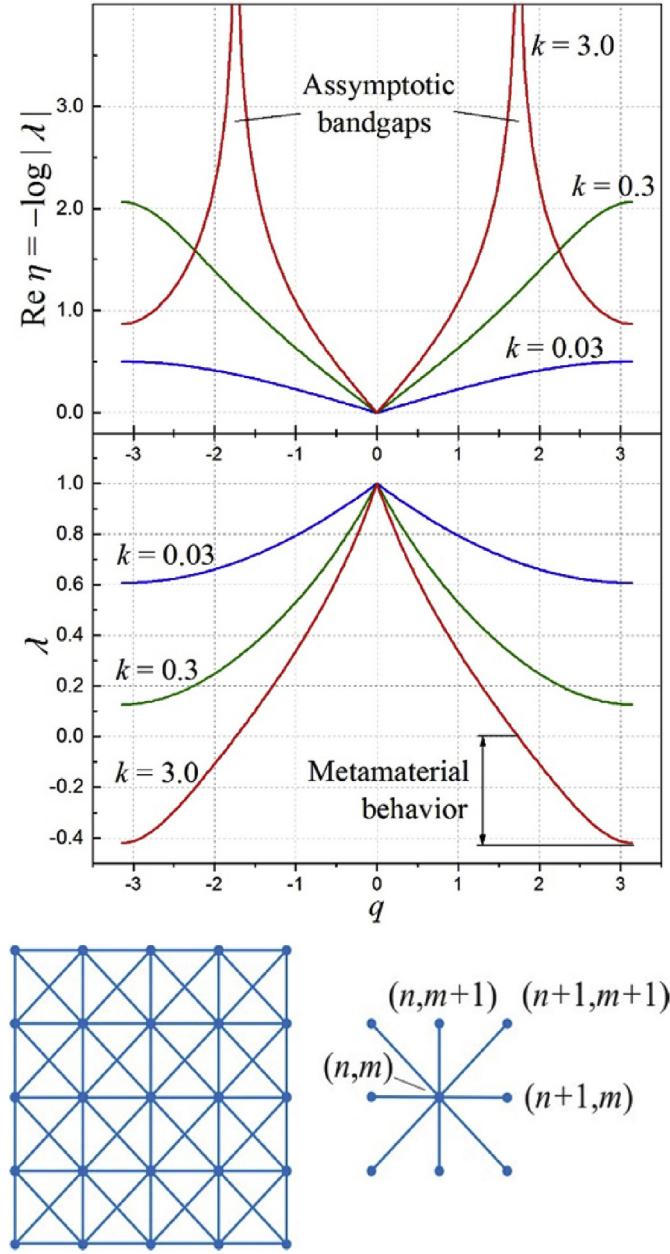 k = 3.0
Assymptotic
bandgaps
k = 0.3
k = 0.03
Re η = −log | λ |
3.0
2.0
1.0
0.0
-3 -2 -1 0 1 2 3
1.0
0.8
0.6
0.4
0.2
0.0
-0.2
-0.4
λ
k = 0.03
k = 0.3
k = 3.0
Metamaterial
behavior
-3 -2 -1 0 1 2 3
q
(n,m+1) (n+1,m+1)
(n,m)
(n+1,m)